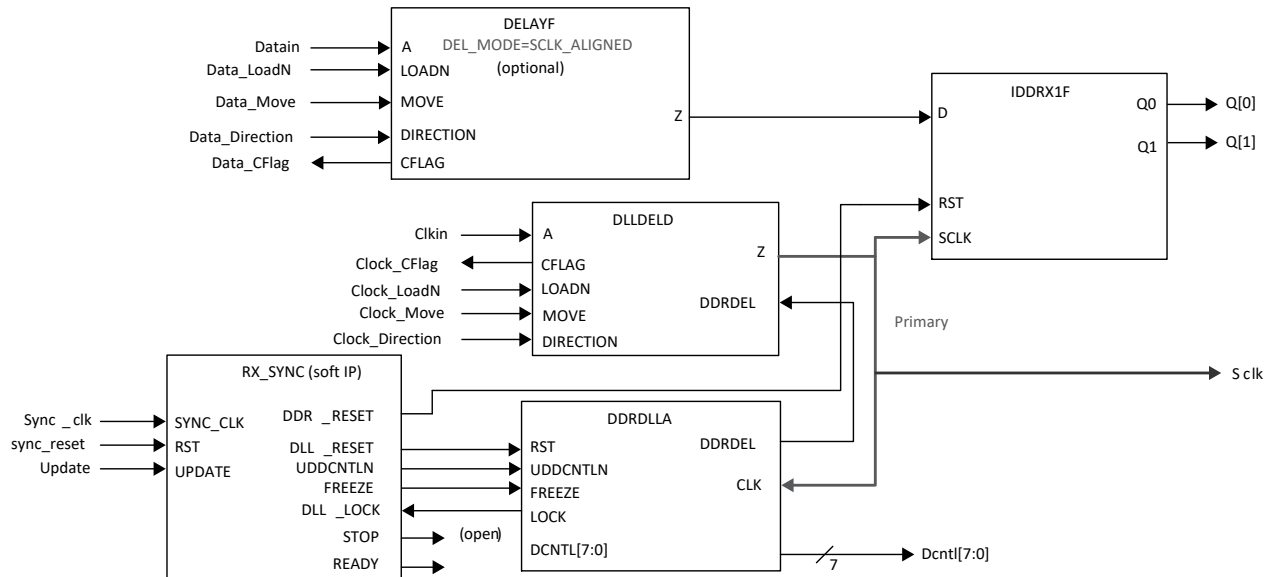 DELAYF
DEL_MODE=SCLK_ALIGNED
(optional)
Datain
A
Data_LoadN
LOADN
Data_Move
MOVE
Data_Direction
DIRECTION
Data_CFlag
CFLAG
Z
IDDRX1F
D
Q0
Q[0]
Q1
Q[1]
RST
SCLK
DLLDELD
Clkin
A
Clock_CFlag
CFLAG
Clock_LoadN
LOADN
Clock_Move
MOVE
Clock_Direction
DIRECTION
Z
DDRDEL
Primary
S clk
RX_SYNC (soft IP)
Sync _ clk
SYNC_CLK
sync_reset
RST
Update
UPDATE
DDR _RESET
DLL _RESET
UDDCNTLN
FREEZE
DLL _LOCK
STOP
(open)
READY
DDRDLLA
RST
UDDCNTLN
FREEZE
LOCK
DCNTL[7:0]
DDRDEL
CLK
7
Dcntl[7:0]